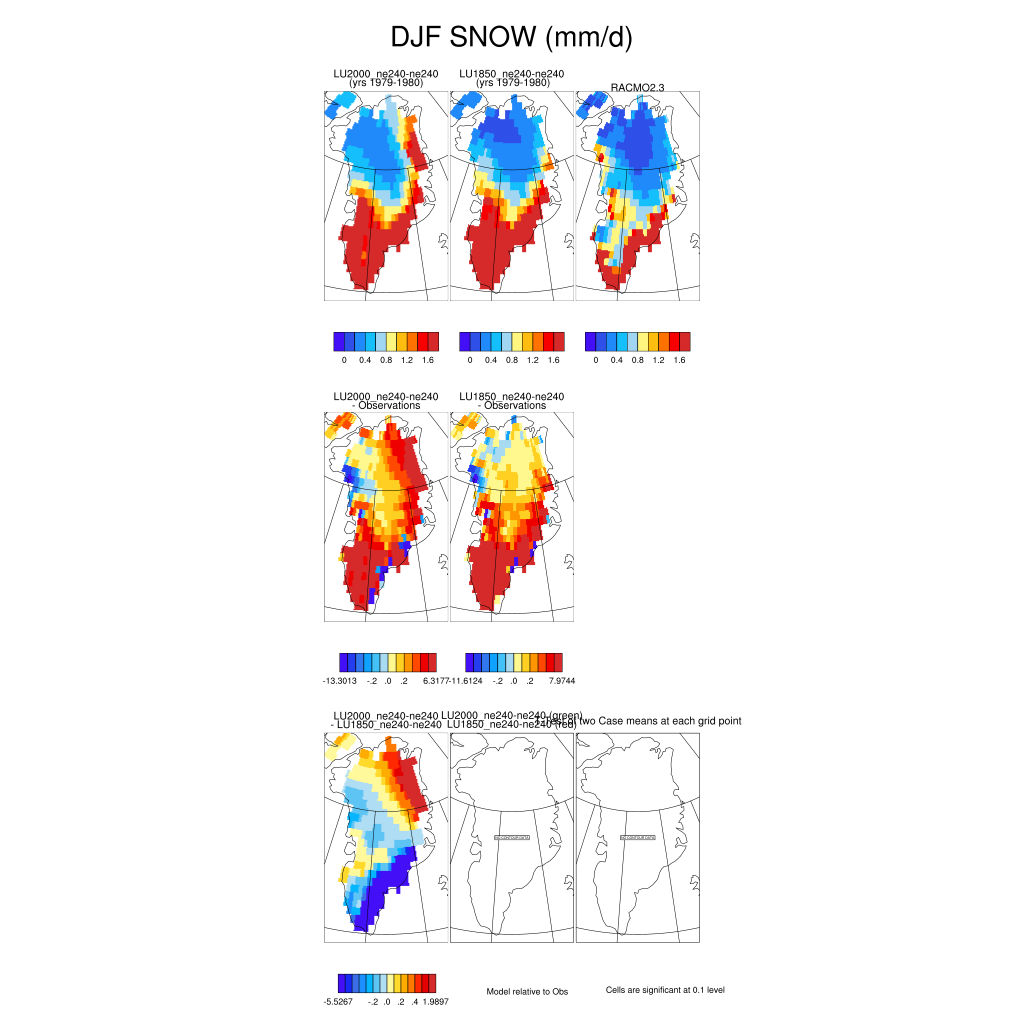 DJF SNOW (mm/d)
LU2000_ne240-ne240
(yrs 1979-1980)
LU1850_ne240-ne240
(yrs 1979-1980)
RACMO2.3
0 0.4 0.8 1.2 1.6
0 0.4 0.8 1.2 1.6
0 0.4 0.8 1.2 1.6
LU2000_ne240-ne240
- Observations
LU1850_ne240-ne240
- Observations
-13.3013 -.2 .0 .2 6.3177
-11.6124 -.2 .0 .2 7.9744
LU2000_ne240-ne240
- LU1850_ne240-ne240
LU2000_ne240-ne240 (green)
LU1850_ne240-ne240 (red)
of two Case means at each grid point
-5.5267 -.2 .0 .2 .4 1.9897
Model relative to Obs
Cells are significant at 0.1 level